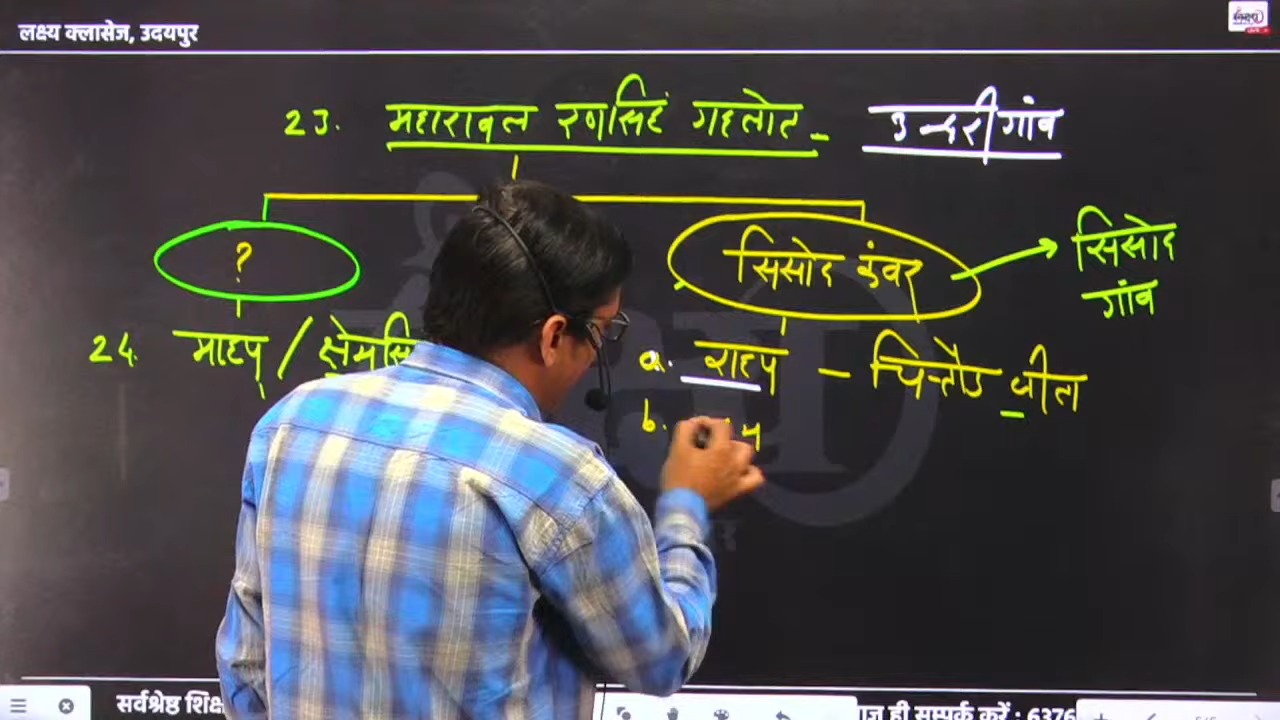 लक्ष्य क्लासेज, उदयपुर
23. महारावल रणसिंह गहलोत - उन्दरी गांव
?
सिसोद कंवर
सिसोद
गांव
24. माहप / क्षेमसि
a. राहप - चित्तौड जीता
b.
सर्वश्रेष्ठ शिक्ष
आज ही सम्पर्क करें : 6376